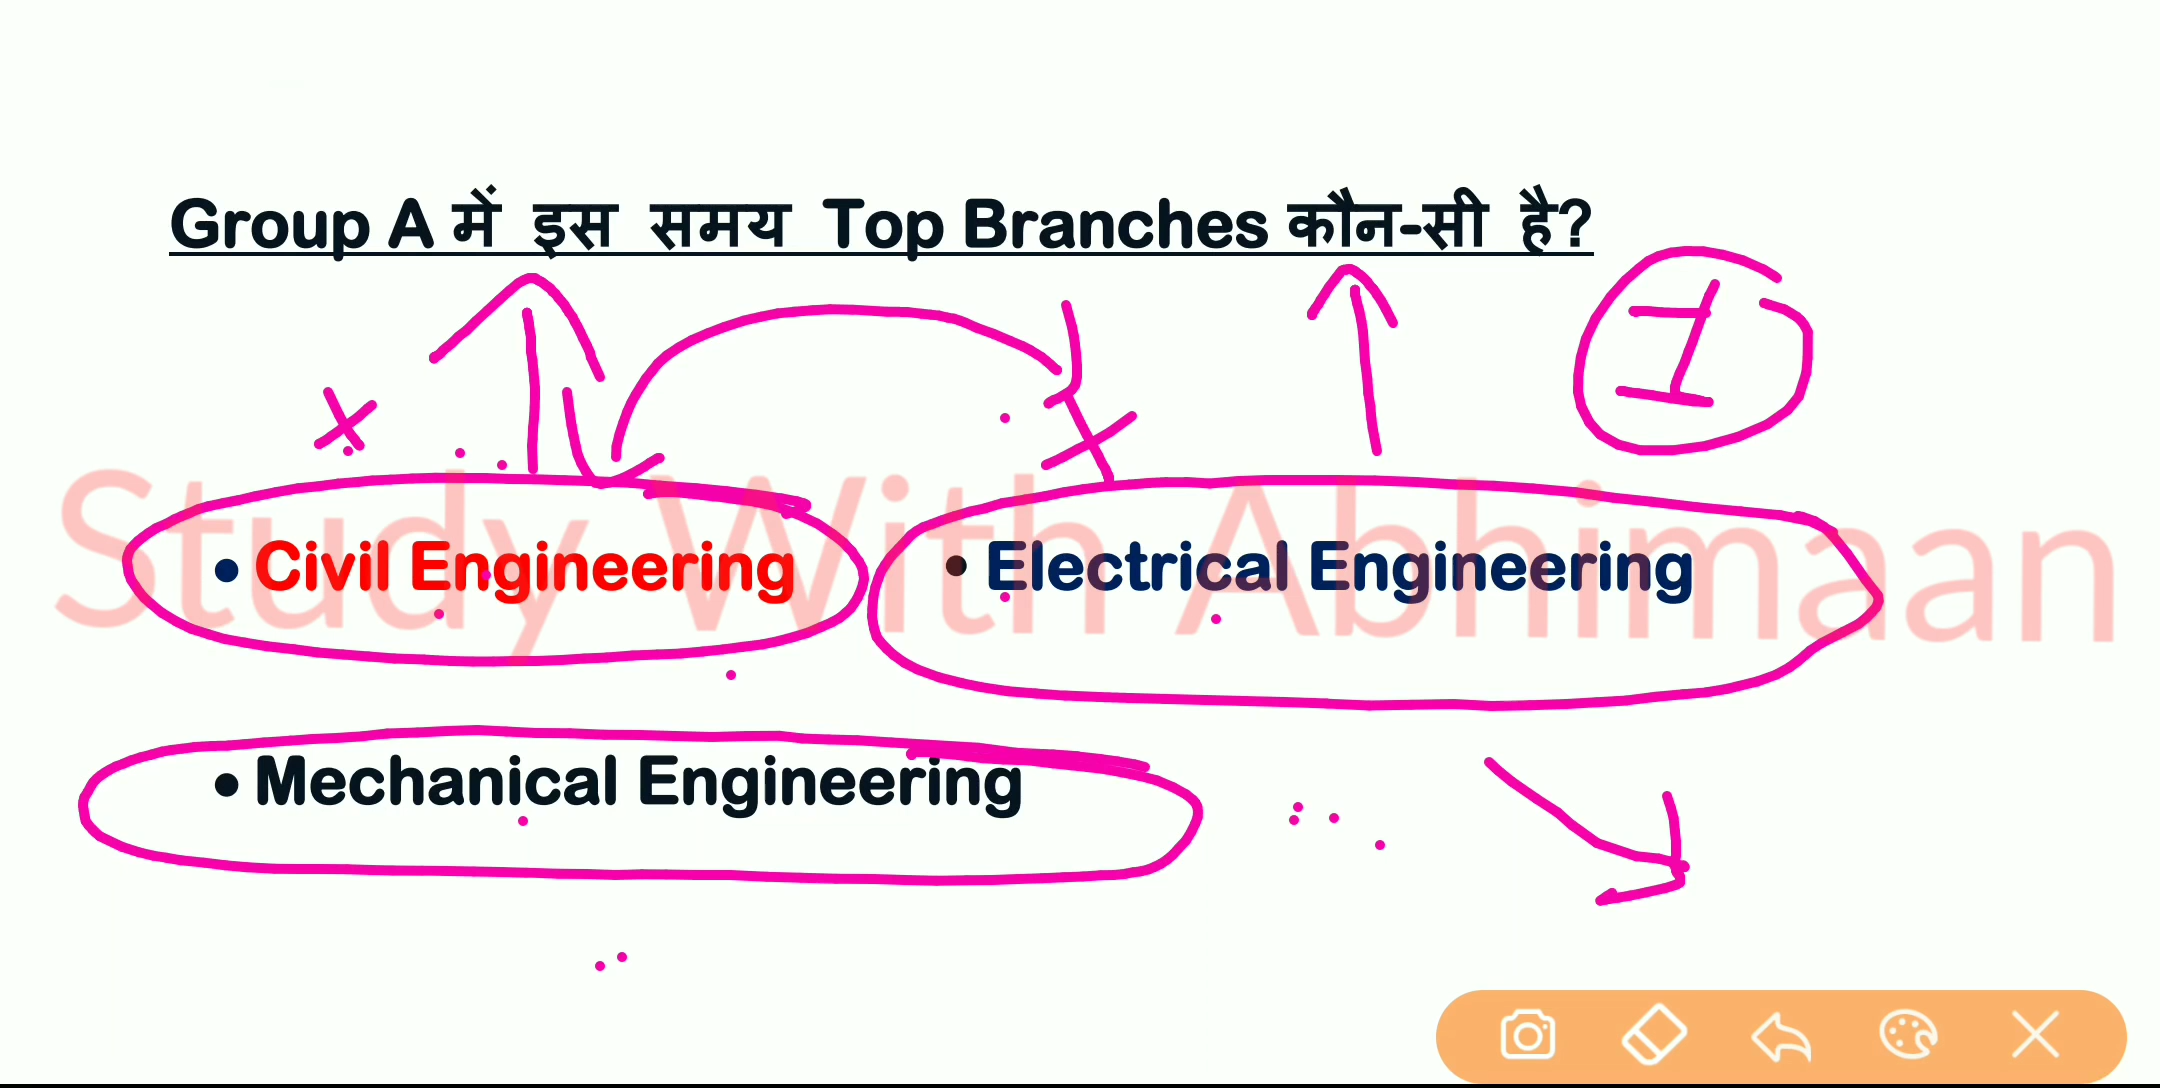 Group A में इस समय Top Branches कौन-सी है?
I
• Civil Engineering
• Electrical Engineering
Study With Abhimaan
• Mechanical Engineering